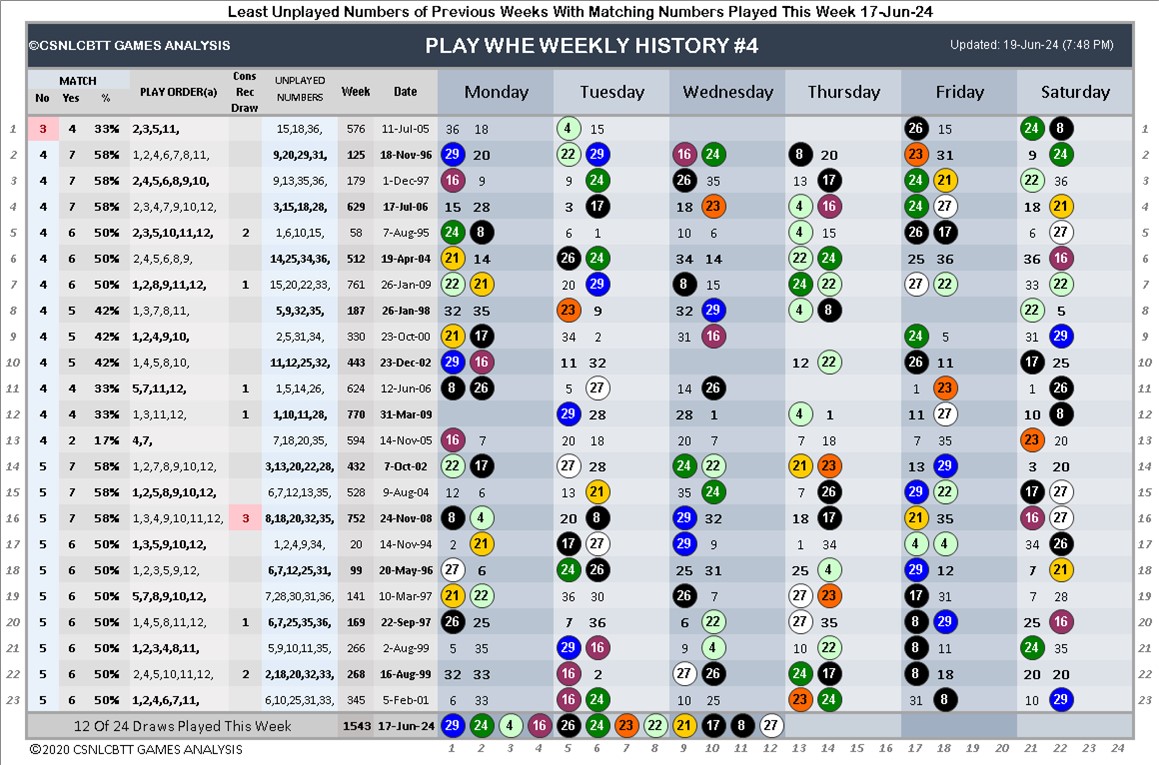 Least Unplayed Numbers of Previous Weeks With Matching Numbers Played This Week 17-Jun-24
©CSNLCBTT GAMES ANALYSIS PLAY WHE WEEKLY HISTORY #4 Updated: 19-Jun-24 (7:48 PM)
MATCH
No Yes % PLAY ORDER(a) Cons Rec Draw UNPLAYED NUMBERS Week Date Monday Tuesday Wednesday Thursday Friday Saturday
1 3 4 33% 2,3,5,11, 15,18,36, 576 11-Jul-05 36 18 4 15 26 15 24 8 1
2 4 7 58% 1,2,4,6,7,8,11, 9,20,29,31, 125 18-Nov-96 29 20 22 29 16 24 8 20 23 31 9 24 2
3 4 7 58% 2,4,5,6,8,9,10, 9,13,35,36, 179 1-Dec-97 16 9 9 24 26 35 13 17 24 21 22 36 3
4 4 7 58% 2,3,4,7,9,10,12, 3,15,18,28, 629 17-Jul-06 15 28 3 17 18 23 4 16 24 27 18 21 4
5 4 6 50% 2,3,5,10,11,12, 2 1,6,10,15, 58 7-Aug-95 24 8 6 1 10 6 4 15 26 17 6 27 5
6 4 6 50% 2,4,5,6,8,9, 14,25,34,36, 512 19-Apr-04 21 14 26 24 34 14 22 24 25 36 36 16 6
7 4 6 50% 1,2,8,9,11,12, 1 15,20,22,33, 761 26-Jan-09 22 21 20 29 8 15 24 22 27 22 33 22 7
8 4 5 42% 1,3,7,8,11, 5,9,32,35, 187 26-Jan-98 32 35 23 9 32 29 4 8 22 5 8
9 4 5 42% 1,2,4,9,10, 2,5,31,34, 330 23-Oct-00 21 17 34 2 31 16 24 5 31 29 9
10 4 5 42% 1,4,5,8,10, 11,12,25,32, 443 23-Dec-02 29 16 11 32 12 22 26 11 17 25 10
11 4 4 33% 5,7,11,12, 1 1,5,14,26, 624 12-Jun-06 8 26 5 27 14 26 1 23 1 26 11
12 4 4 33% 1,3,11,12, 1 1,10,11,28, 770 31-Mar-09 29 28 28 1 4 1 11 27 10 8 12
13 4 2 17% 4,7, 7,18,20,35, 594 14-Nov-05 16 7 20 18 20 7 7 18 7 35 23 20 13
14 5 7 58% 1,2,7,8,9,10,12, 3,13,20,22,28, 432 7-Oct-02 22 17 27 28 24 22 21 23 13 29 3 20 14
15 5 7 58% 1,2,5,8,9,10,12, 6,7,12,13,35, 528 9-Aug-04 12 6 13 21 35 24 7 26 29 22 17 27 15
16 5 7 58% 1,3,4,9,10,11,12, 3 8,18,20,32,35, 752 24-Nov-08 8 4 20 8 29 32 18 17 21 35 16 27 16
17 5 6 50% 1,3,5,9,10,12, 1,2,4,9,34, 20 14-Nov-94 2 21 17 27 29 9 1 34 4 4 34 26 17
18 5 6 50% 1,2,3,5,9,12, 6,7,12,25,31, 99 20-May-96 27 6 24 26 25 31 25 4 29 12 7 21 18
19 5 6 50% 5,7,8,9,10,12, 7,28,30,31,36, 141 10-Mar-97 21 22 36 30 26 7 27 23 17 31 7 28 19
20 5 6 50% 1,4,5,8,11,12, 1 6,7,25,35,36, 169 22-Sep-97 26 25 7 36 6 22 27 35 8 29 25 16 20
21 5 6 50% 1,2,3,4,8,11, 5,9,10,11,35, 266 2-Aug-99 5 35 29 16 9 4 10 22 8 11 24 35 21
22 5 6 50% 2,4,5,10,11,12, 2 2,18,20,32,33, 268 16-Aug-99 32 33 16 2 27 26 24 17 8 18 20 20 22
23 5 6 50% 1,2,4,6,7,11, 6,10,25,31,33, 345 5-Feb-01 6 33 16 24 10 25 23 24 31 8 10 29 23
12 Of 24 Draws Played This Week 1543 17-Jun-24 29 24 4 16 26 24 23 22 21 17 8 27
©2020 CSNLCBTT GAMES ANALYSIS 1 2 3 4 5 6 7 8 9 10 11 12 13 14 15 16 17 18 19 20 21 22 23 24